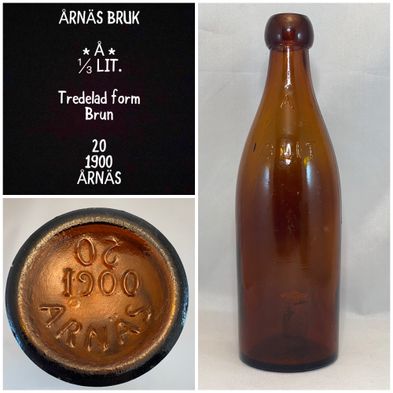 ÅRNÄS BRUK
★Å★
⅓ LIT.
Tredelad form
Brun
20
1900
ÅRNÄS
20
1900
ÅRNÄS